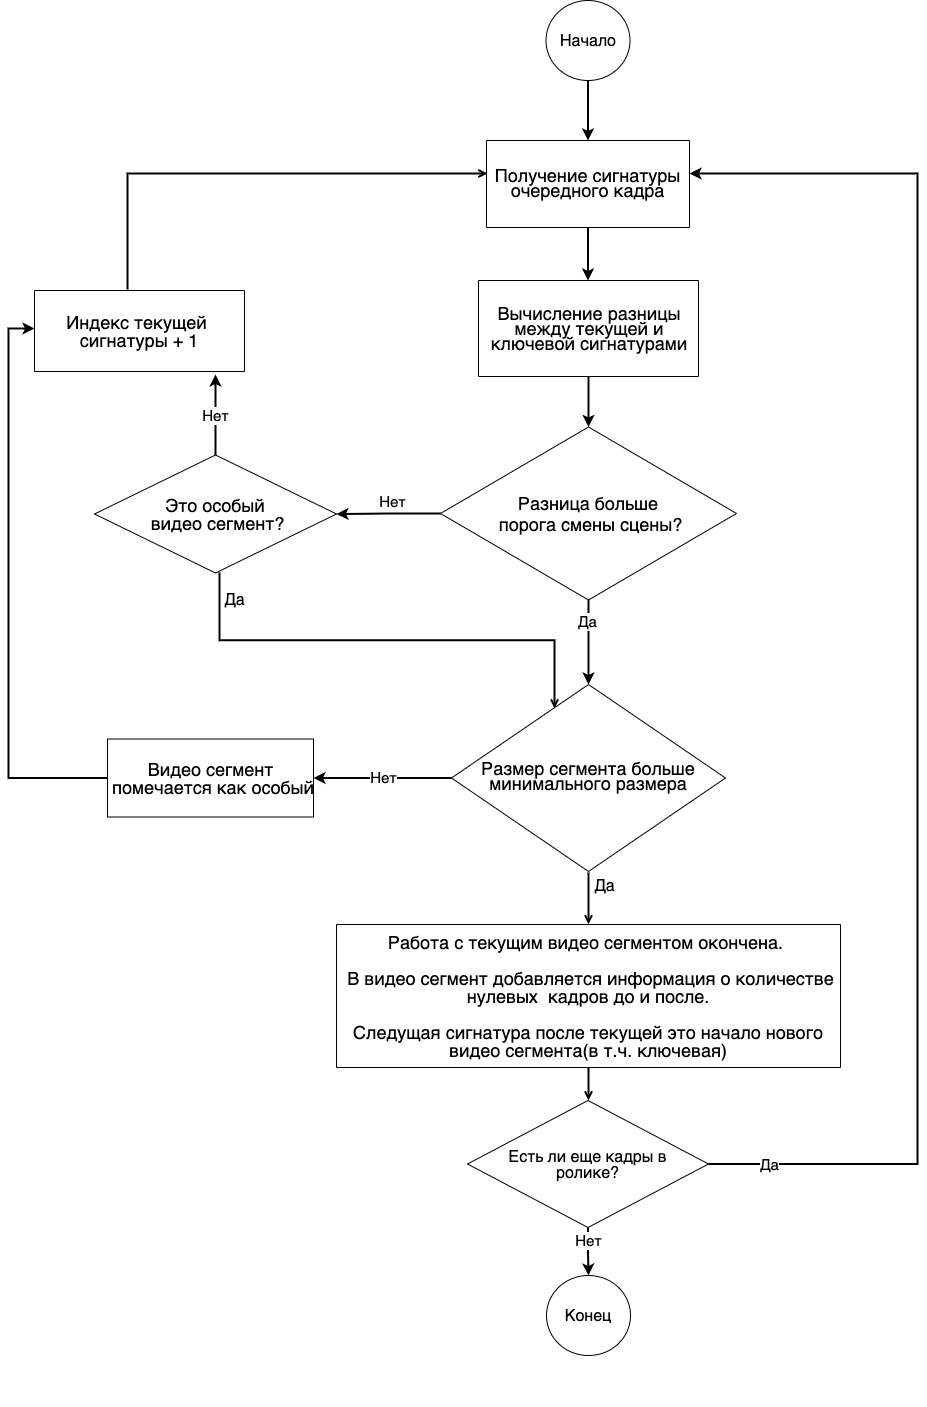 Начало
Получение сигнатуры
очередного кадра
Вычисление разницы
между текущей и
ключевой сигнатурами
Индекс текущей
сигнатуры + 1
Нет
Это особый
видео сегмент?
Нет
Разница больше
порога смены сцены?
Да
Да
Видео сегмент
помечается как особый
Нет
Размер сегмента больше
минимального размера
Да
Работа с текущим видео сегментом окончена.
В видео сегмент добавляется информация о количестве
нулевых кадров до и после.
Следущая сигнатура после текущей это начало нового
видео сегмента(в т.ч. ключевая)
Есть ли еще кадры в
ролике?
Да
Нет
Конец